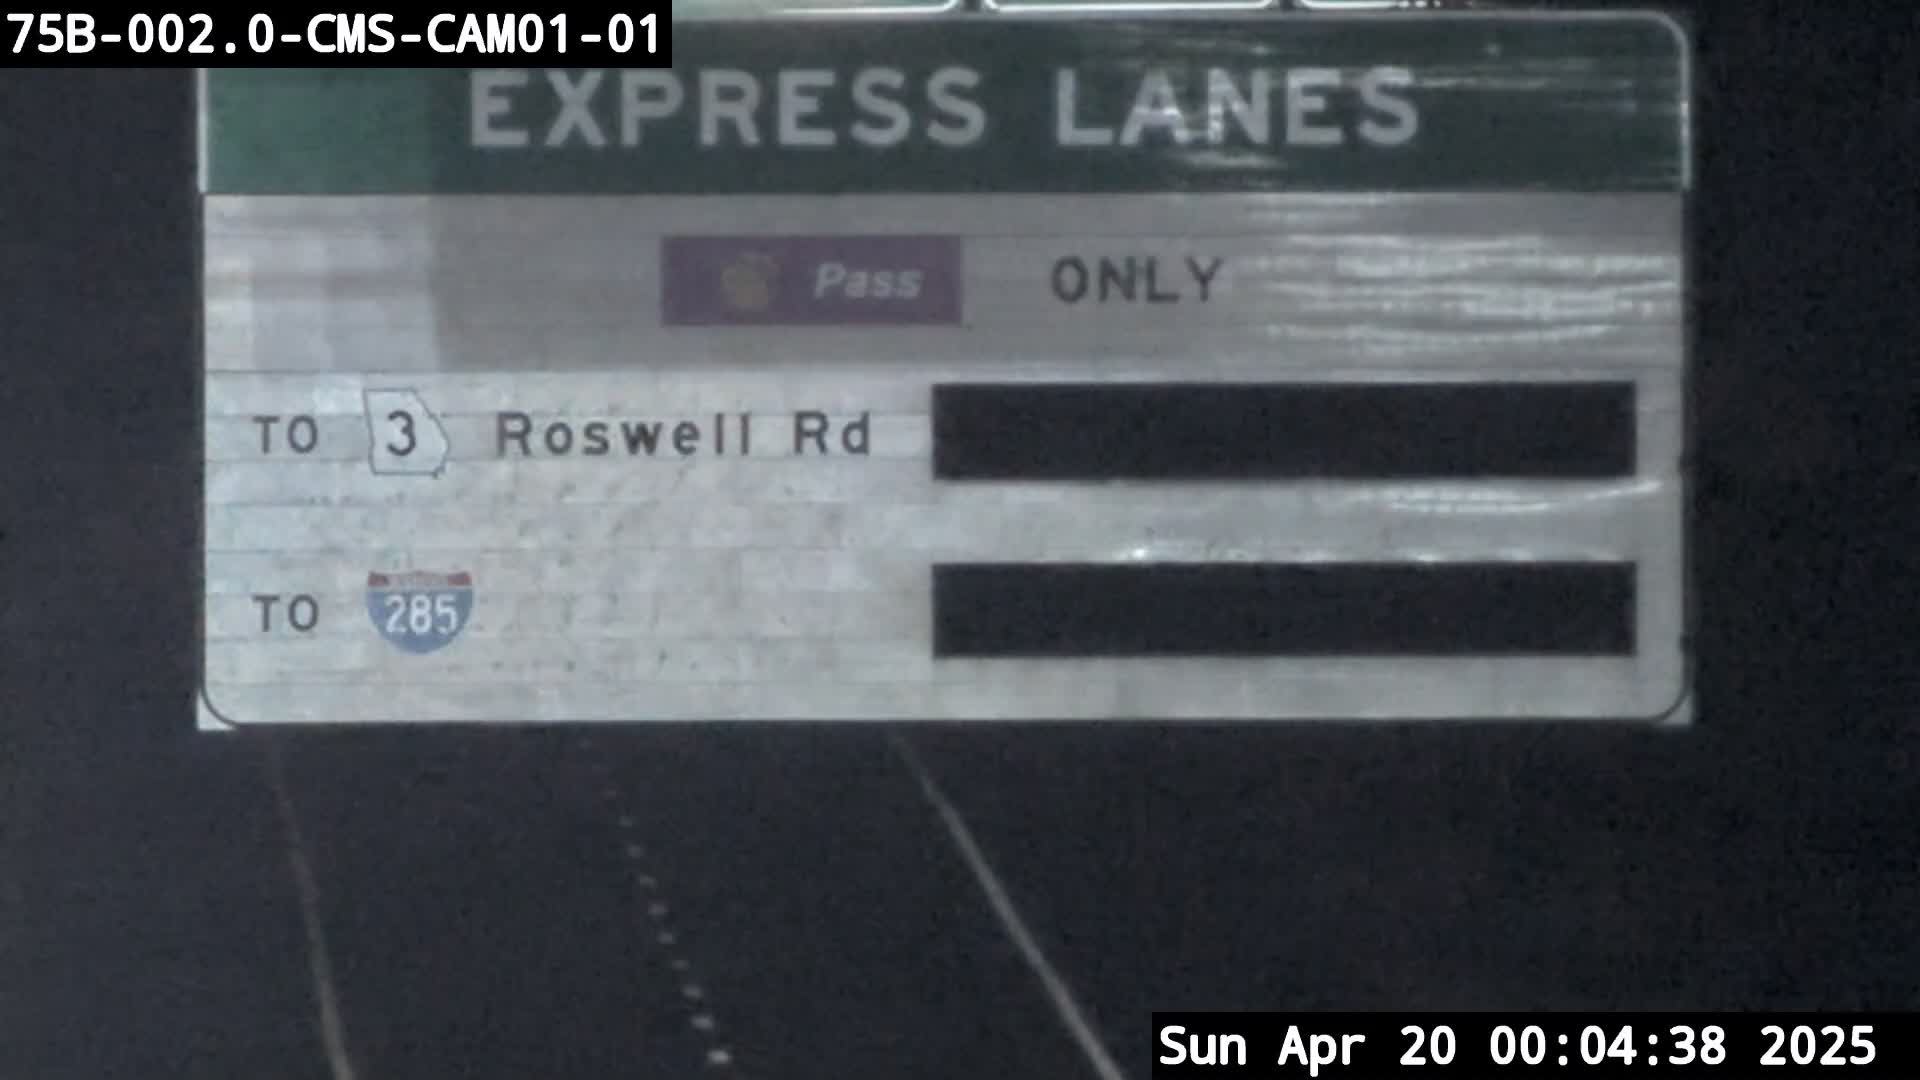 75B-002.0-CMS-CAM01-01
EXPRESS LANES
Pass ONLY
TO 3 Roswell Rd
TO 285
Sun Apr 20 00:04:38 2025